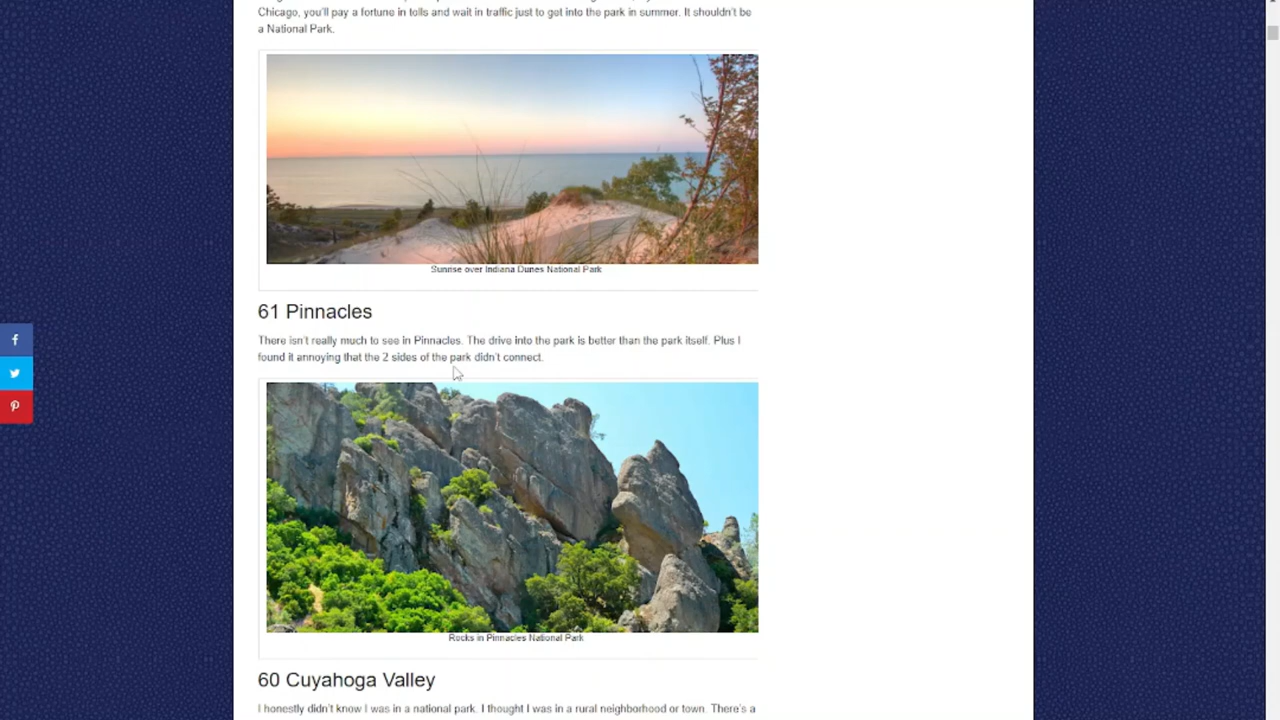 Chicago, you'll pay a fortune in tolls and wait in traffic just to get into the park in summer. It shouldn't be
a National Park.
Sunrise over Indiana Dunes National Park
61 Pinnacles
There isn't really much to see in Pinnacles. The drive into the park is better than the park itself. Plus I
found it annoying that the 2 sides of the park didn't connect.
Rocks in Pinnacles National Park
60 Cuyahoga Valley
I honestly didn't know I was in a national park. I thought I was in a rural neighborhood or town. There's a